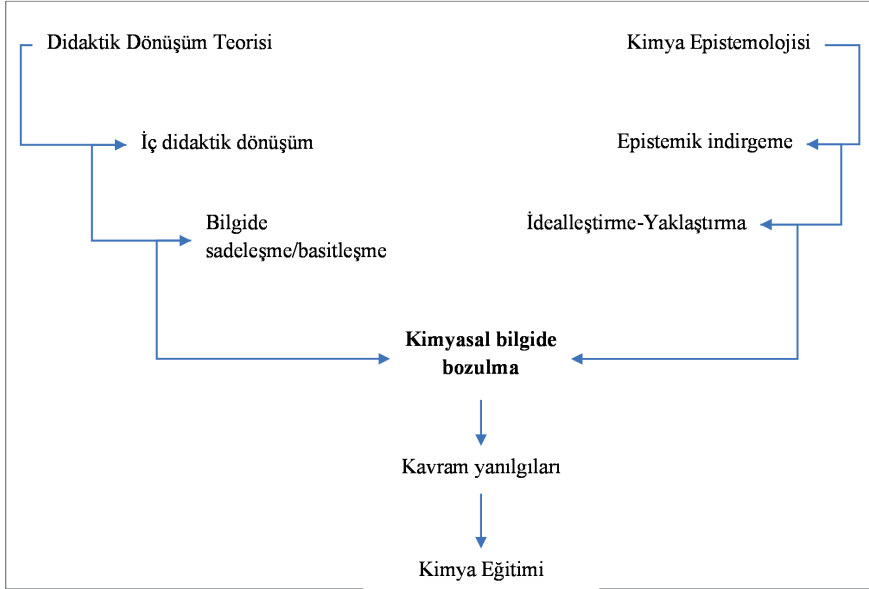 Didaktik Dönüşüm Teorisi
Kimya Epistemolojisi
İç didaktik dönüşüm
Epistemik indirgeme
Bilgide
sadeleşme/basitleşme
İdealleştirme-Yaklaştırma
Kimyasal bilgide
bozulma
Kavram yanılgıları
Kimya Eğitimi